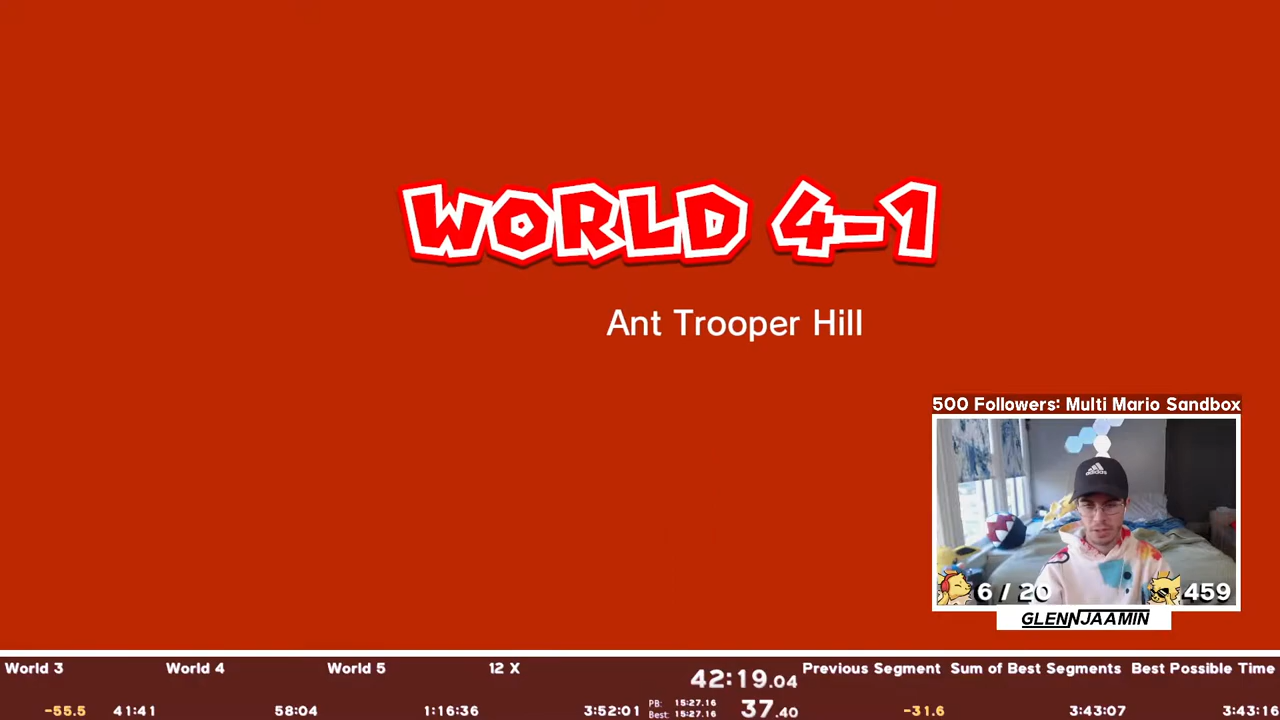 WORLD 4-1
Ant Trooper Hill
500 Followers: Multi Mario Sandbox
adidas
6 / 20
459
GLENNJAAMIN
World 3 World 4 World 5 12 X 42:19.04 Previous Segment Sum of Best Segments Best Possible Time
-55.5 41:41 58:04 1:16:36 3:52:01 PB: 15:27.16 37.40 -31.6 3:43:07 3:43:16
Best: 15:27.16